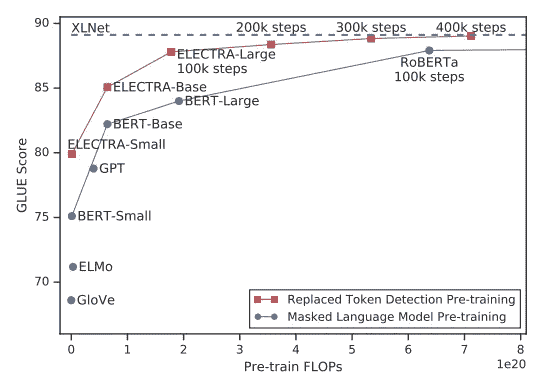 90
85
80
75
70
GLUE Score
XLNet
200k steps
300k steps
400k steps
ELECTRA-Large
100k steps
RoBERTa
100k steps
ELECTRA-Base
BERT-Large
BERT-Base
ELECTRA-Small
GPT
BERT-Small
ELMo
GloVe
Replaced Token Detection Pre-training
Masked Language Model Pre-training
0
1
2
3
4
5
6
7
8
Pre-train FLOPs
1e20